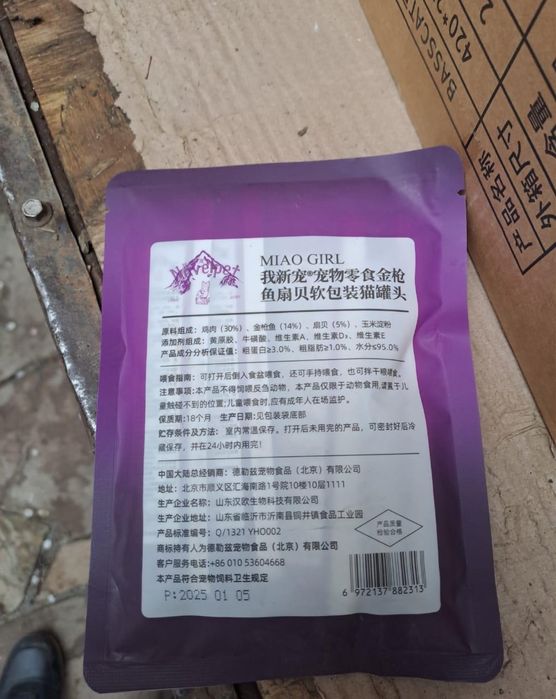 Novelpet
MIAO GIRL
我新宠®宠物零食金枪
鱼扇贝软包装猫罐头
原料组成：鸡肉（30%）、金枪鱼（14%）、扇贝（5%）、玉米淀粉
添加剂组成：黄原胶、牛磺酸、维生素A、维生素D₃、维生素E
产品成分分析保证值：粗蛋白≥3.0%、粗脂肪≥1.0%、水分≤95.0%
喂食指南：可打开后倒入食盆喂食，还可手持喂食，也可拌干粮喂食。
注意事项：本产品不得饲喂反刍动物，本产品仅限于动物食用，请置于儿
童触碰不到的位置；儿童喂食时，应有成年人在场监护。
保质期：18个月 生产日期：见包装袋底部
贮存条件及方法： 室内常温保存。打开后未用完的产品，可密封好后冷
藏保存，并在24小时内用完！
中国大陆总经销商：德勒兹宠物食品（北京）有限公司
地址：北京市顺义区汇海南路1号院10楼10层1111
生产企业名称：山东汉欧生物科技有限公司
生产企业地址：山东省临沂市沂南县铜井镇食品工业园
产品标准编号：Q/1321 YHO002
商标持有人为德勒兹宠物食品（北京）有限公司
客户服务电话：+86 010 53604668
本产品符合宠物饲料卫生规定
P:2025 01 05
产品质量
检验合格
6 972137 882313
BASSCAT
420*2
产品名称
外箱尺寸
含量